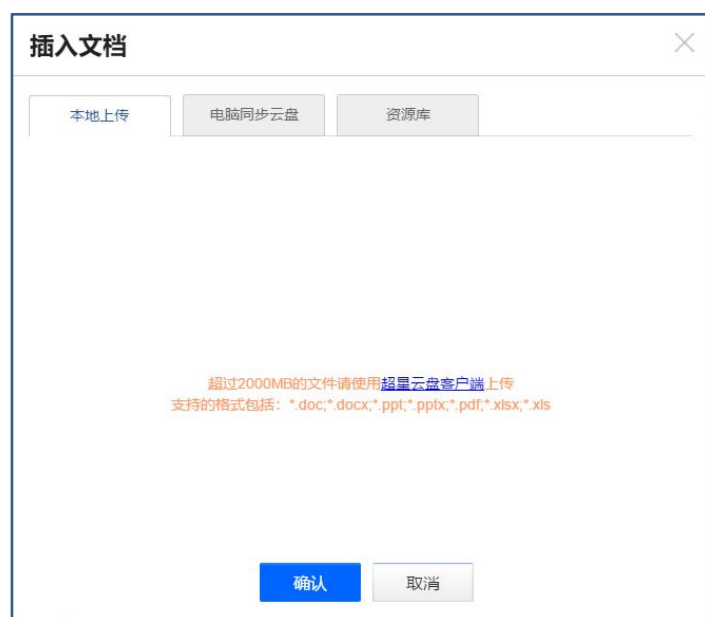 插入文档
本地上传 电脑同步云盘 资源库
超过2000MB的文件请使用超星云盘客户端上传
支持的格式包括：*.doc;*.docx;*.ppt;*.pptx;*.pdf;*.xlsx;*.xls
确认 取消